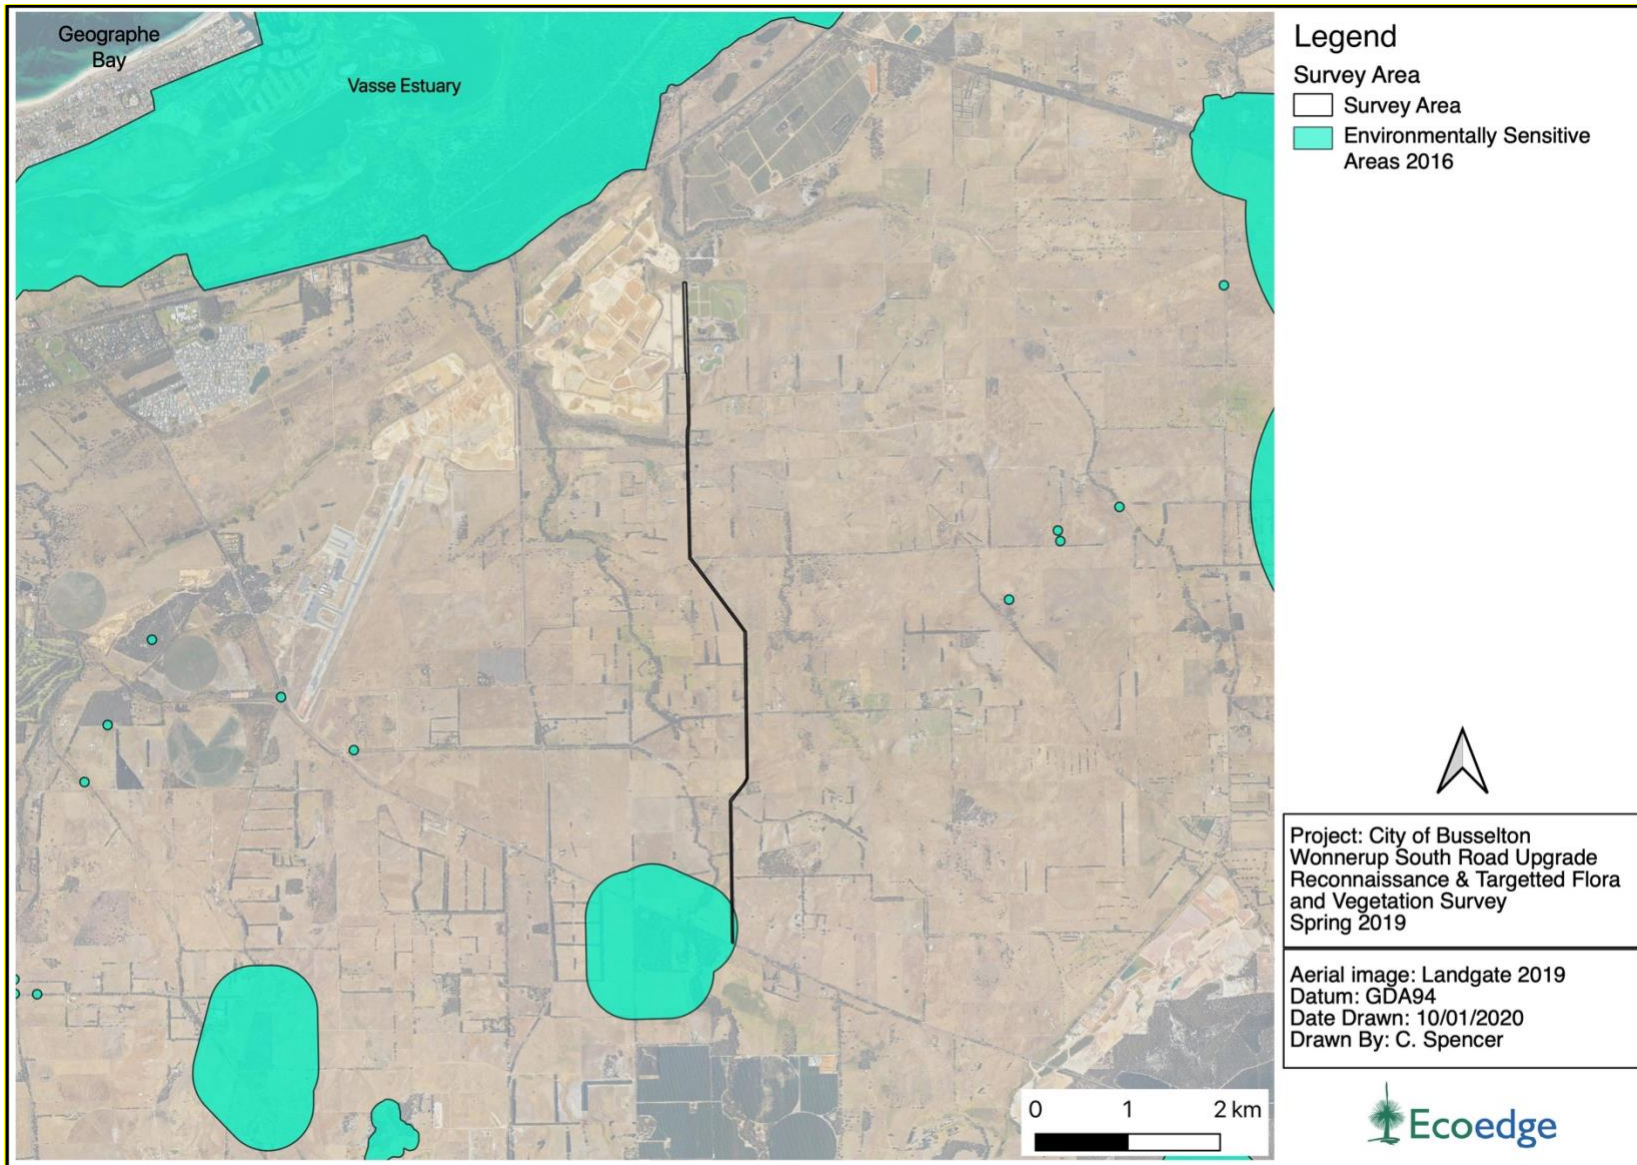 Geographe
Bay
Vasse Estuary
Legend
Survey Area
Survey Area
Environmentally Sensitive
Areas 2016
Project: City of Busselton
Wonnerup South Road Upgrade
Reconnaissance & Targetted Flora
and Vegetation Survey
Spring 2019
Aerial image: Landgate 2019
Datum: GDA94
Date Drawn: 10/01/2020
Drawn By: C. Spencer
0 1 2 km
Ecoedge